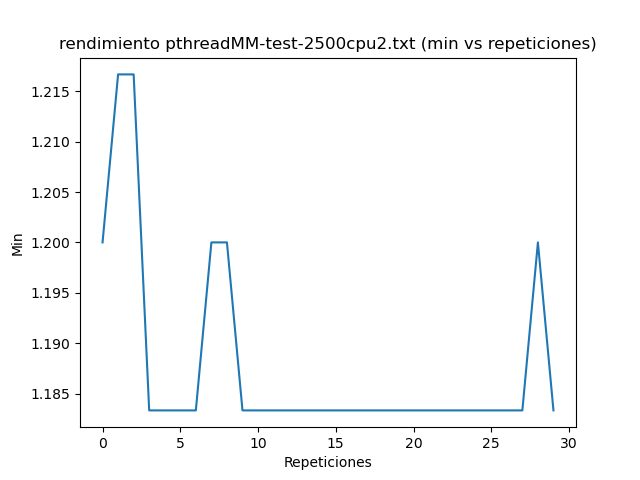 rendimiento pthreadMM-test-2500cpu2.txt (min vs repeticiones)
1.215
1.210
1.205
1.200
1.195
1.190
1.185
Min
0 5 10 15 20 25 30
Repeticiones